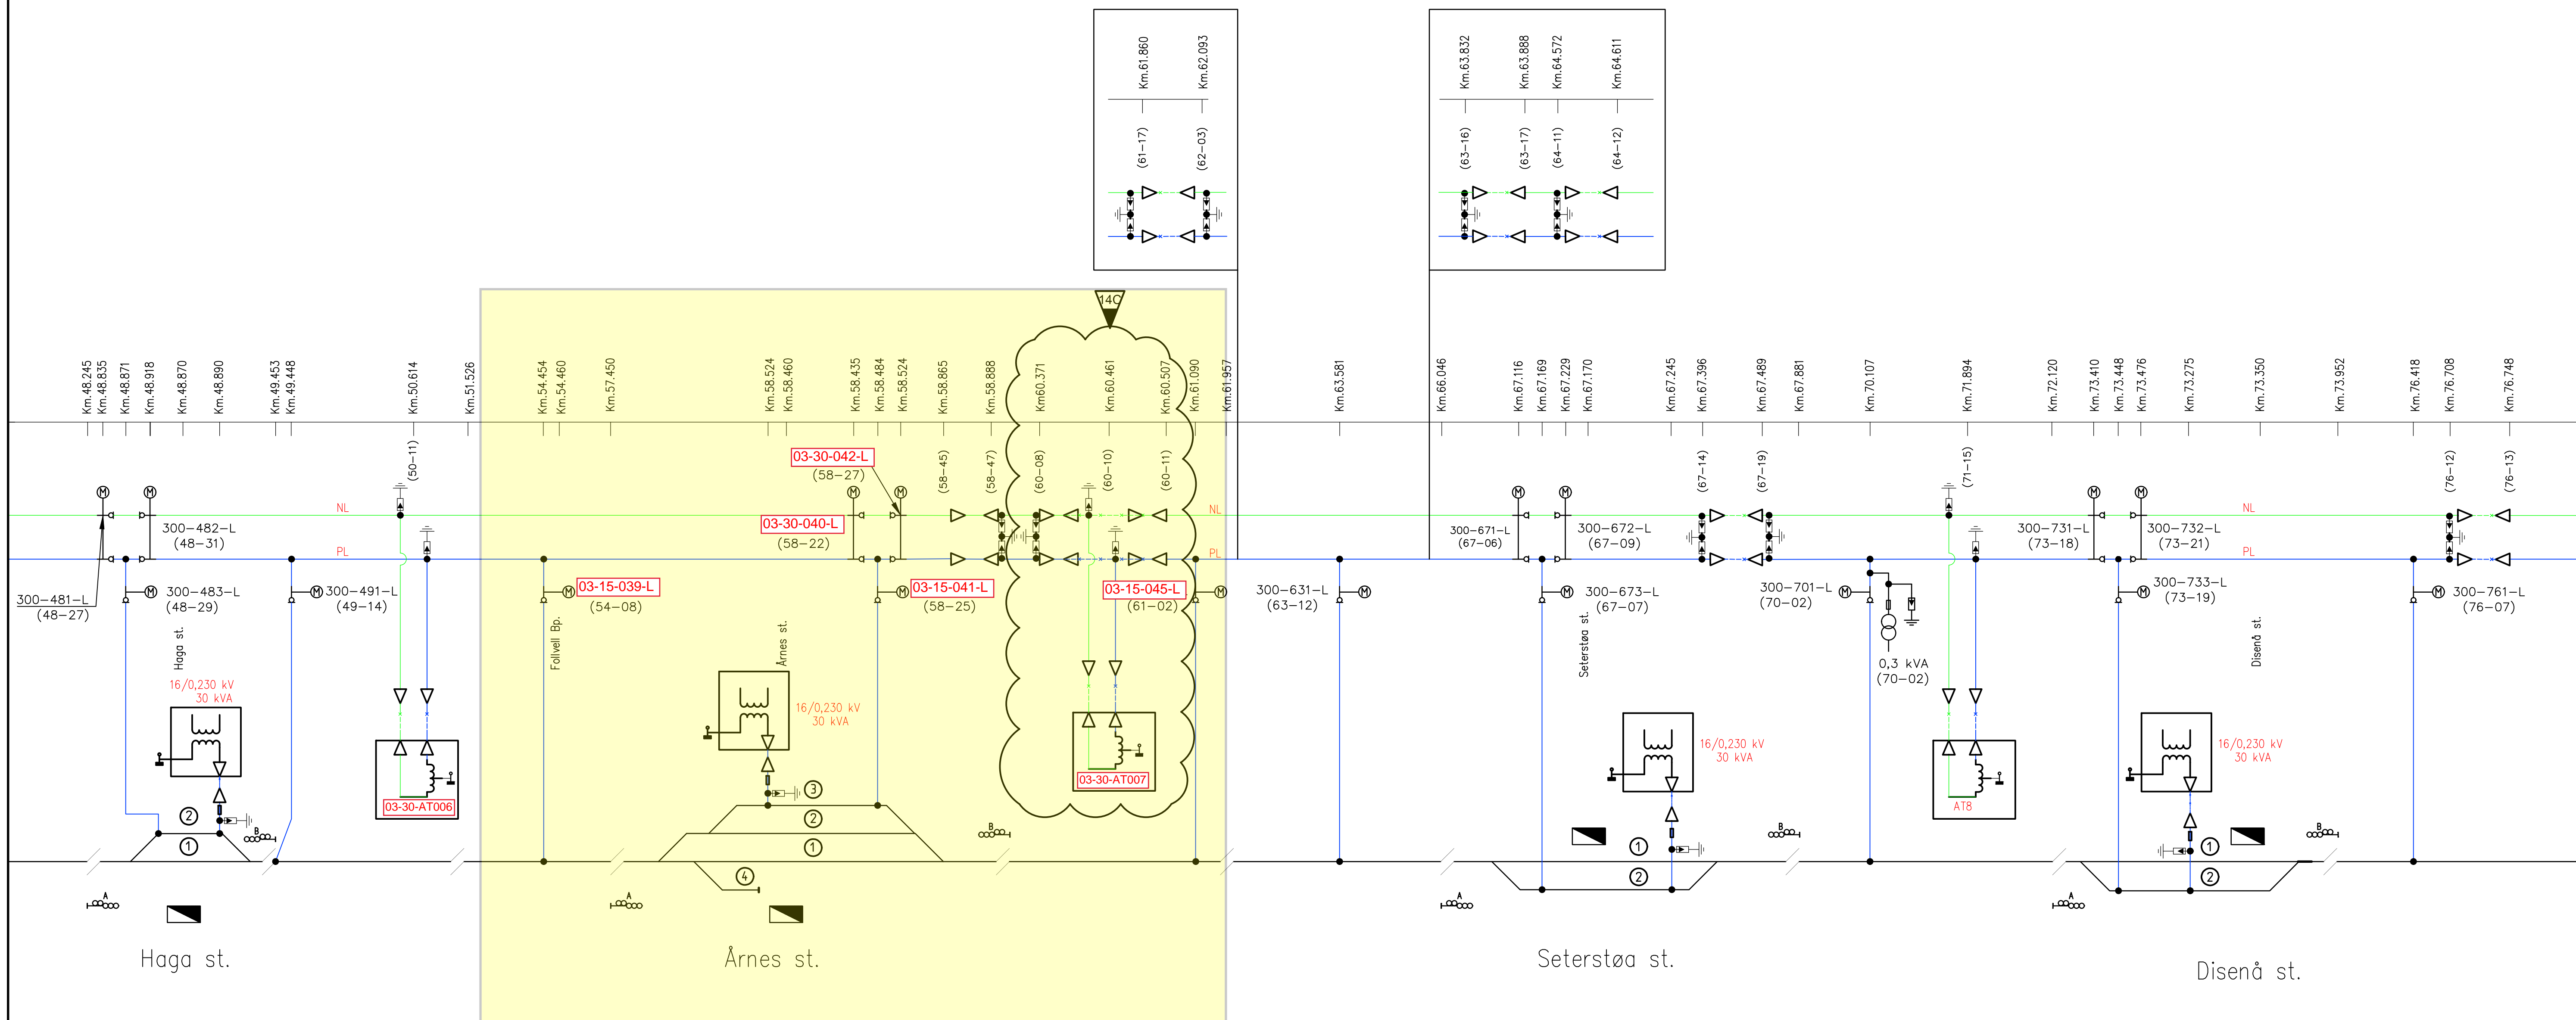 Km.61.860
Km.62.093
(61-17)
(62-03)
Km.63.832
Km.63.888
Km.64.572
Km.64.611
(63-16)
(63-17)
(64-11)
(64-12)
14C
Km.48.245
Km.48.835
Km.48.871
Km.48.918
Km.48.870
Km.48.890
Km.49.453
Km.49.448
Km.50.614
Km.51.526
Km.54.454
Km.54.460
Km.57.450
Km.58.524
Km.58.460
Km.58.435
Km.58.484
Km.58.524
Km.58.865
Km.58.888
Km60.371
Km.60.461
Km.60.507
Km.61.090
Km.61.957
Km.63.581
Km.66.046
Km.67.116
Km.67.169
Km.67.229
Km.67.170
Km.67.245
Km.67.396
Km.67.489
Km.67.881
Km.70.107
Km.71.894
Km.72.120
Km.73.410
Km.73.448
Km.73.476
Km.73.275
Km.73.350
Km.73.952
Km.76.418
Km.76.708
Km.76.748
(50-11)
03-30-042-L
(58-27)
(58-45)
(58-47)
(60-08)
(60-10)
(60-11)
(67-14)
(67-19)
(71-15)
(76-12)
(76-13)
M
M
M
M
M
M
M
M
NL
NL
NL
300-482-L
(48-31)
03-30-040-L
(58-22)
300-671-L
(67-06)
300-672-L
(67-09)
300-731-L
(73-18)
300-732-L
(73-21)
PL
PL
PL
300-481-L
(48-27)
M
300-483-L
(48-29)
M
300-491-L
(49-14)
M
03-15-039-L
(54-08)
M
03-15-041-L
(58-25)
03-15-045-L
(61-02)
M
300-631-L
(63-12)
M
M
300-673-L
(67-07)
300-701-L
(70-02)
M
M
300-733-L
(73-19)
M
300-761-L
(76-07)
Haga st.
Follvell Bp.
Årnes st.
Seterstøa st.
Disenå st.
0,3 kVA
(70-02)
16/0,230 kV
30 kVA
16/0,230 kV
30 kVA
16/0,230 kV
30 kVA
16/0,230 kV
30 kVA
03-30-AT006
03-30-AT007
AT8
2
1
B
3
2
1
4
B
1
2
B
1
2
B
A
A
A
A
Haga st.
Årnes st.
Seterstøa st.
Disenå st.